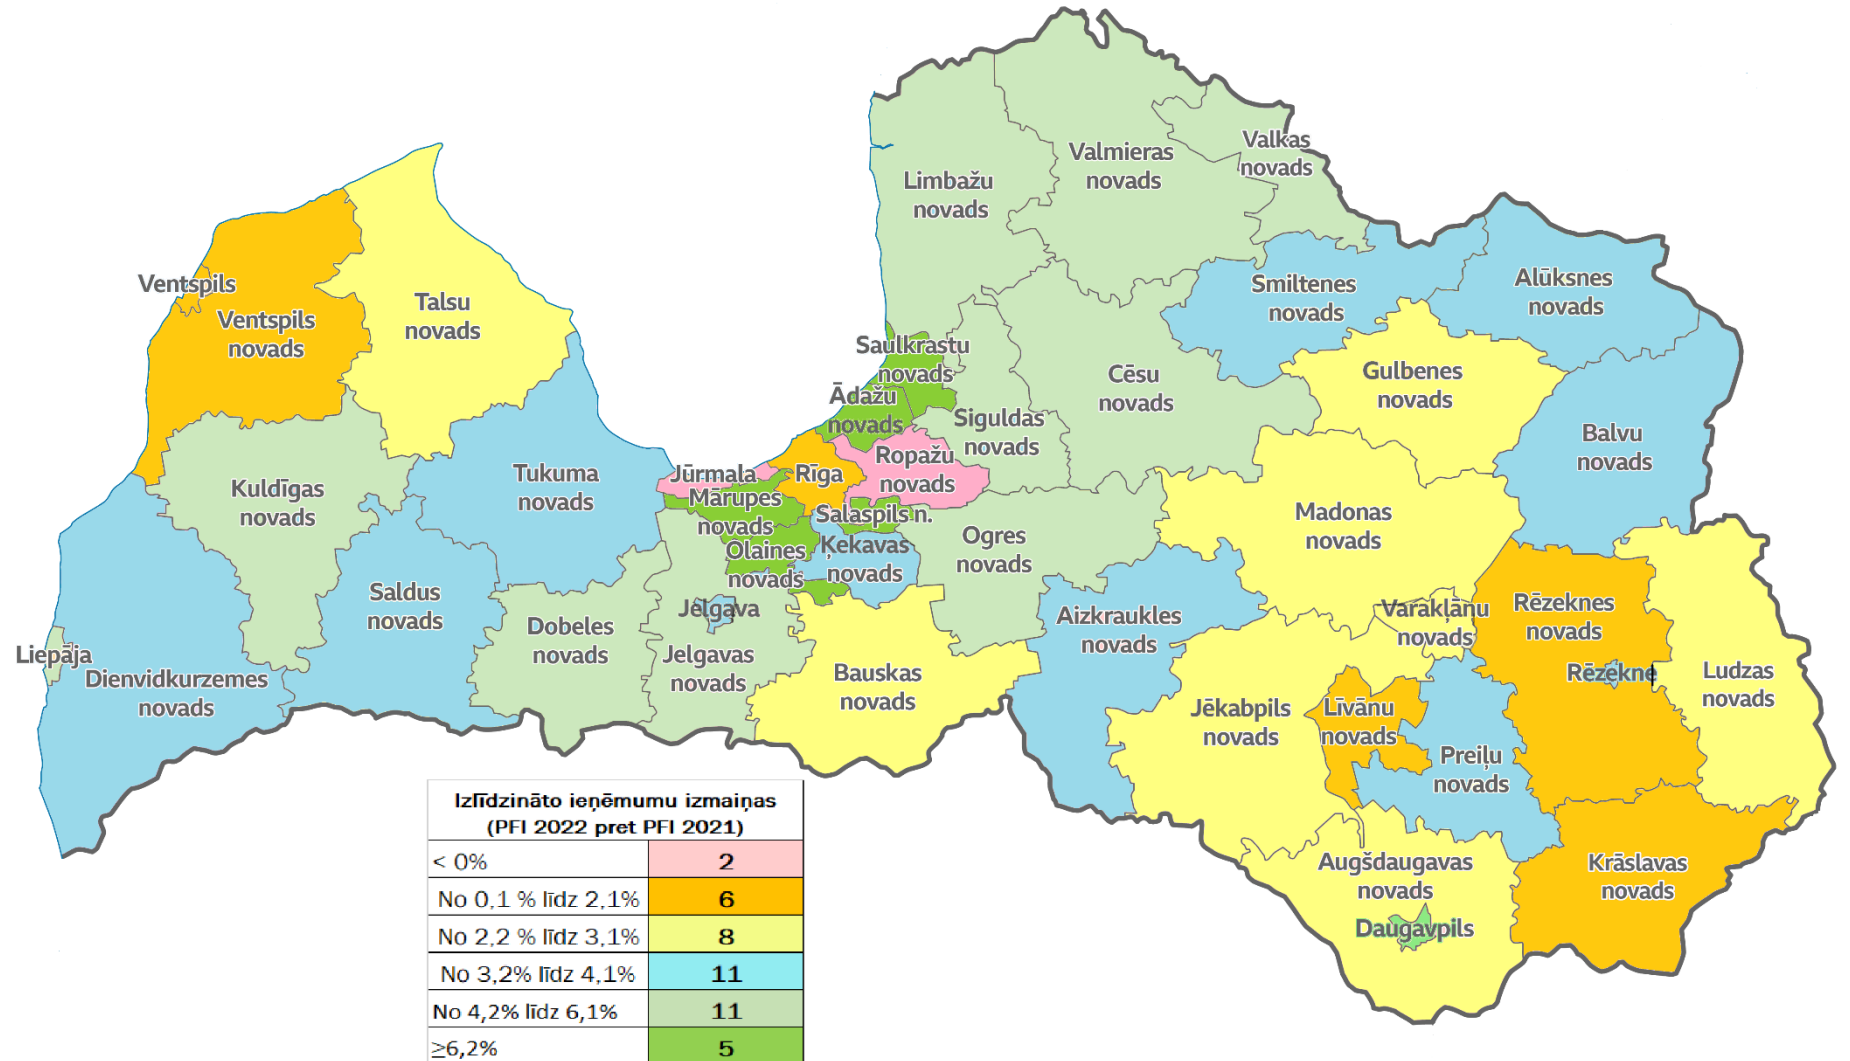 Valkas
novads
Valmieras
novads
Limbažu
novads
Ventspils
Ventspils
novads
Talsu
novads
Smiltenes
novads
Alūksnes
novads
Saulkrastu
novads
Ādažu
novads
Cēsu
novads
Gulbenes
novads
Siguldas
novads
Balvu
novads
Kuldīgas
novads
Tukuma
novads
Jūrmala
Rīga
Ropažu
novads
Mārupes
novads
Salaspils n.
Olaines
novads
Ķekavas
novads
Ogres
novads
Madonas
novads
Saldus
novads
Dobeles
novads
Jelgava
Jelgavas
novads
Aizkraukles
novads
Varakļānu
novads
Rēzeknes
novads
Rēzekne
Ludzas
novads
Liepāja
Dienvidkurzemes
novads
Bauskas
novads
Jēkabpils
novads
Līvānu
novads
Preiļu
novads
Augšdaugavas
novads
Daugavpils
Krāslavas
novads
Izlīdzināto ieņēmumu izmaiņas
(PFI 2022 pret PFI 2021)
< 0% 2
No 0,1 % līdz 2,1% 6
No 2,2 % līdz 3,1% 8
No 3,2% līdz 4,1% 11
No 4,2% līdz 6,1% 11
≥6,2% 5